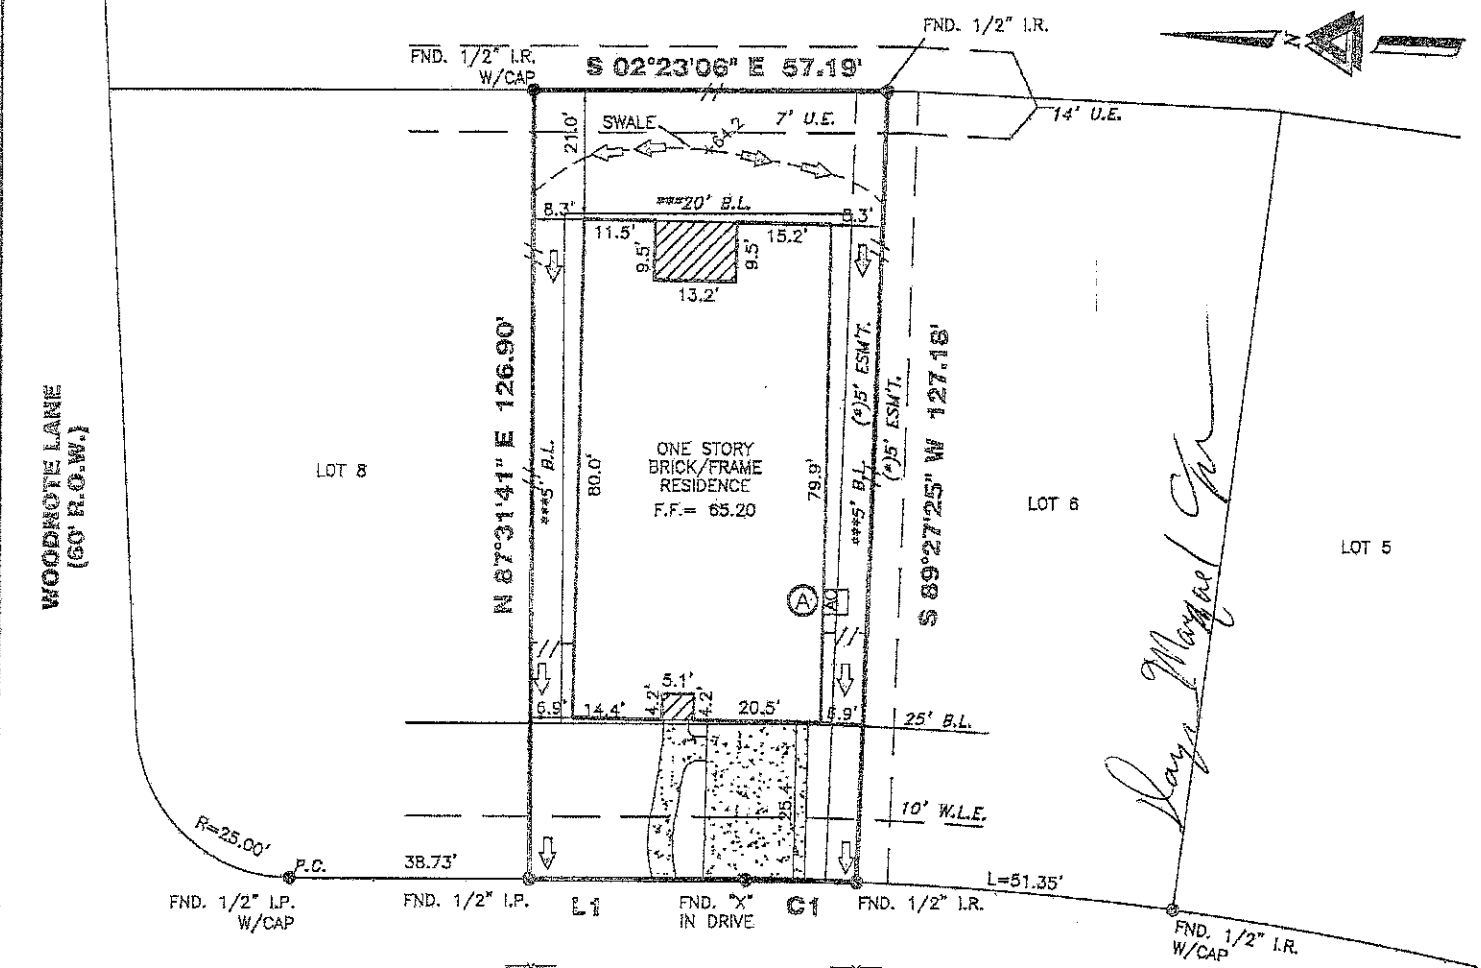 FND. 1/2" I.R.
N
FND. 1/2" I.R.
W/CAP
S 02°23'06" E 57.19'
14' U.E.
7' U.E.
SWALE
×64.2
21.0'
***20' B.L.
8.3'
8.3'
11.5'
15.2'
9.5'
9.5'
13.2'
WOODNOTE LANE
(60' R.O.W.)
LOT 8
N 87°31'41" E 126.90'
***5' B.L.
80.0'
ONE STORY
BRICK/FRAME
RESIDENCE
F.F.= 65.20
79.9'
***5' B.L. (*)5' ESM'T.
(*)5' ESM'T.
S 89°27'25" W 127.18'
LOT 6
LOT 5
A
AC
5.1'
4.2'
4.2'
6.9'
14.4'
20.5'
6.9'
25' B.L.
25.4'
10' W.L.E.
R=25.00'
P.C.
38.73'
L=51.35'
FND. 1/2" I.P.
W/CAP
FND. 1/2" I.P.
L1
FND. "X"
IN DRIVE
C1
FND. 1/2" I.R.
FND. 1/2" I.R.
W/CAP